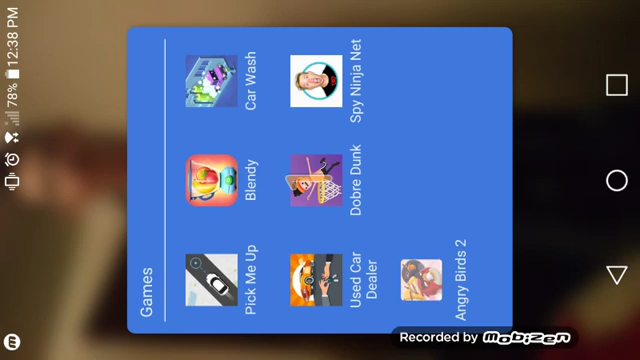 78% 12:38 PM
Games
Pick Me Up
Blendy
Car Wash
Used Car
Dealer
Dobre Dunk
Spy Ninja Net
Angry Birds 2
Recorded by Mobizen